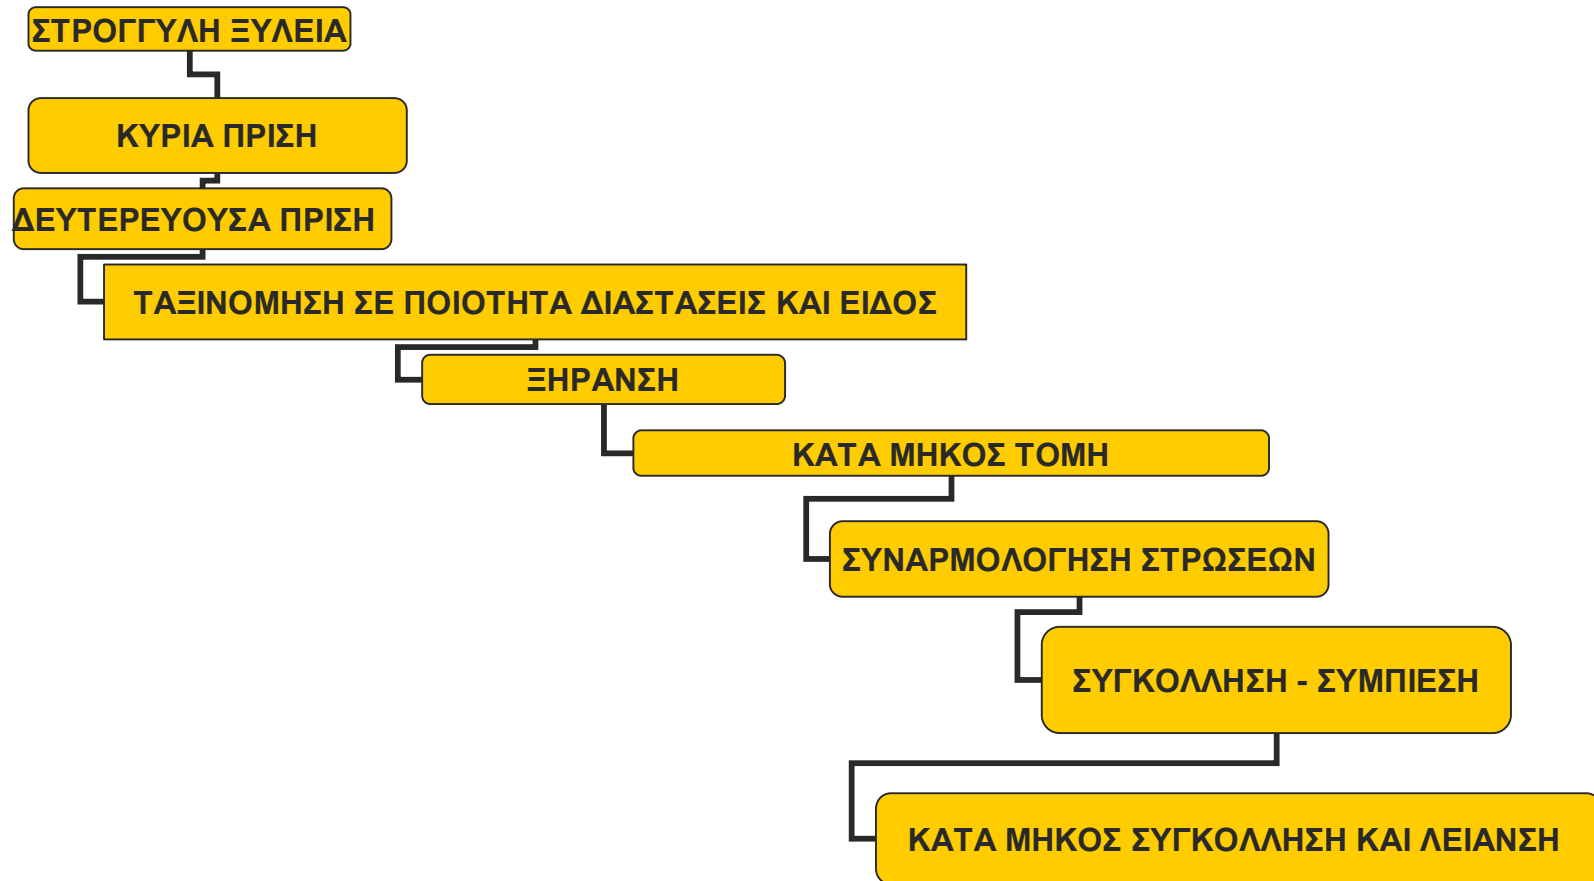 ΣΤΡΟΓΓΥΛΗ ΞΥΛΕΙΑ
ΚΥΡΙΑ ΠΡΙΣΗ
ΔΕΥΤΕΡΕΥΟΥΣΑ ΠΡΙΣΗ
ΤΑΞΙΝΟΜΗΣΗ ΣΕ ΠΟΙΟΤΗΤΑ ΔΙΑΣΤΑΣΕΙΣ ΚΑΙ ΕΙΔΟΣ
ΞΗΡΑΝΣΗ
ΚΑΤΑ ΜΗΚΟΣ ΤΟΜΗ
ΣΥΝΑΡΜΟΛΟΓΗΣΗ ΣΤΡΩΣΕΩΝ
ΣΥΓΚΟΛΛΗΣΗ - ΣΥΜΠΙΕΣΗ
ΚΑΤΑ ΜΗΚΟΣ ΣΥΓΚΟΛΛΗΣΗ ΚΑΙ ΛΕΙΑΝΣΗ